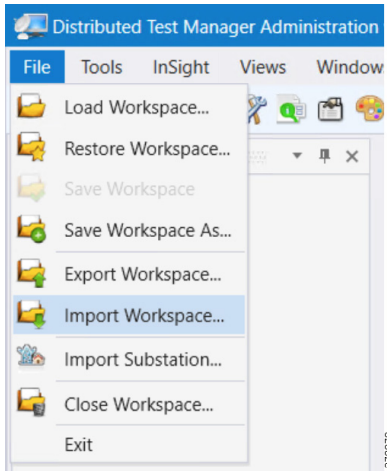 Distributed Test Manager Administration
File Tools InSight Views Window
Load Workspace...
Restore Workspace...
Save Workspace
Save Workspace As...
Export Workspace...
Import Workspace...
Import Substation...
Close Workspace...
Exit